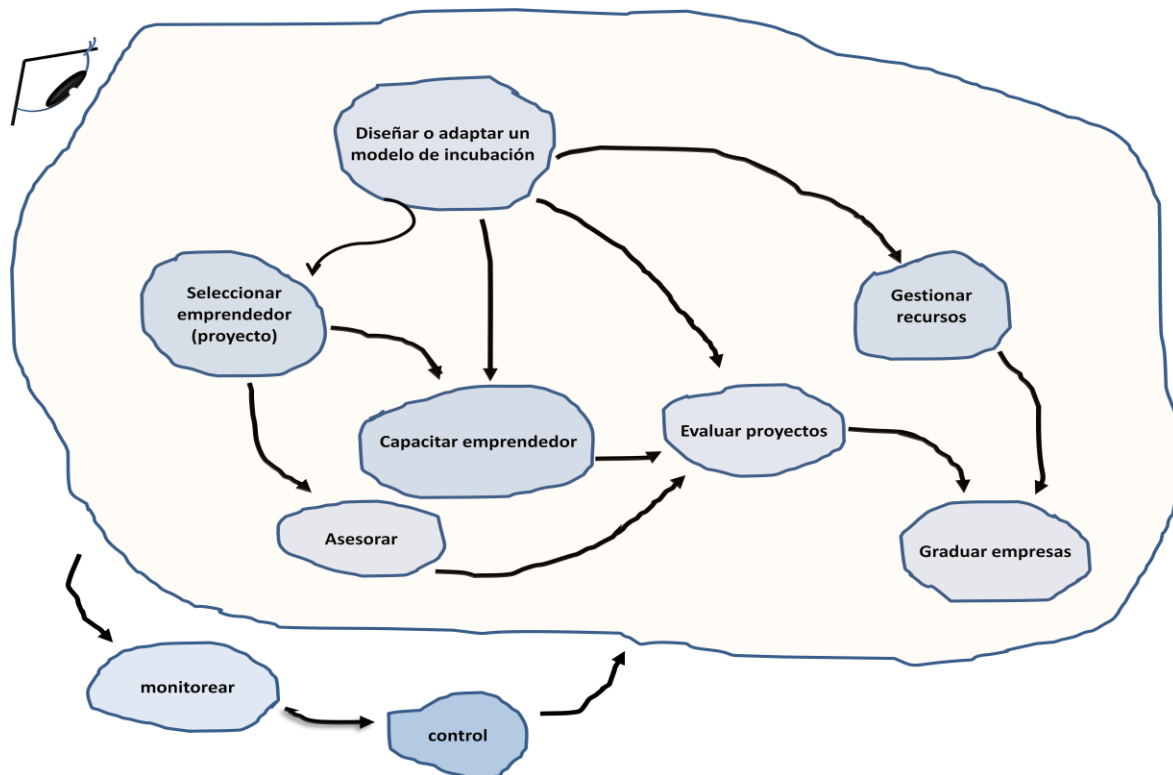 Diseñar o adaptar un
modelo de incubación
Seleccionar
emprendedor
(proyecto)
Gestionar
recursos
Capacitar emprendedor
Evaluar proyectos
Asesorar
Graduar empresas
monitorear
control